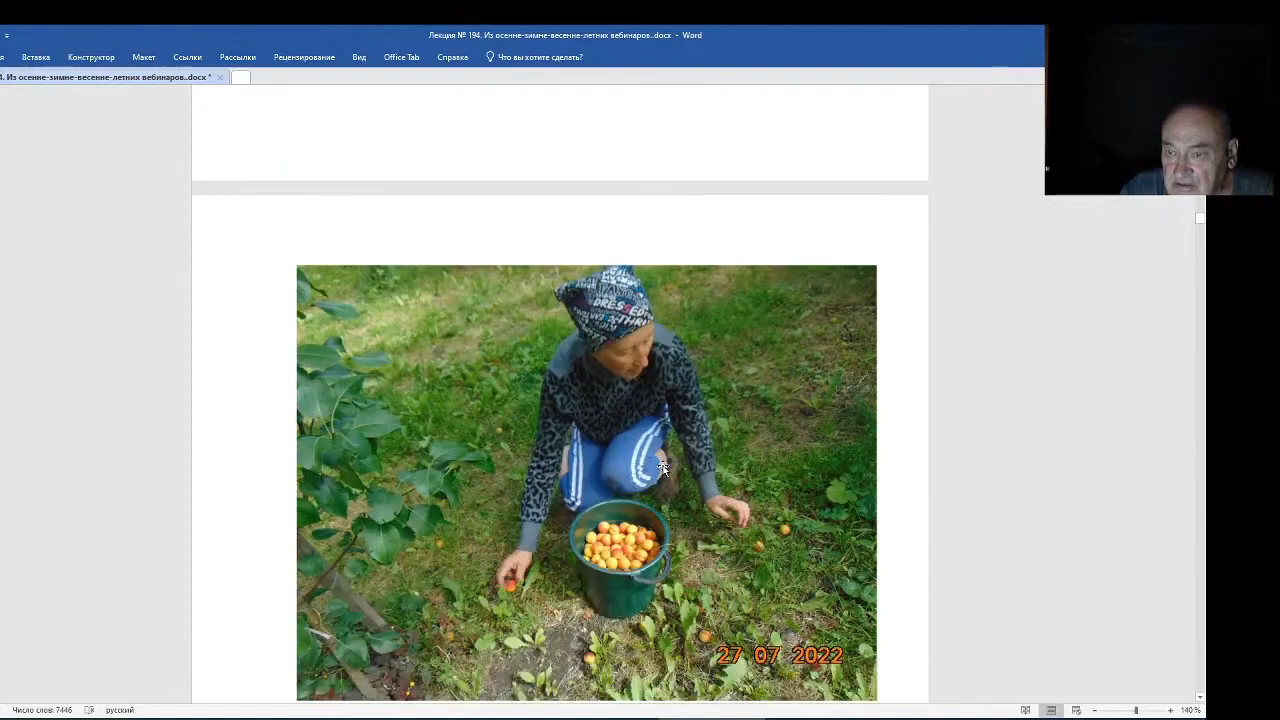 Лекция № 194. Из осенне-зимне-весенне-летних вебинаров..docx - Word
Вставка Конструктор Макет Ссылки Рассылки Рецензирование Вид Office Tab Справка Что вы хотите сделать?
4. Из осенне-зимне-весенне-летних вебинаров..docx *
DRESSED
27 07 2022
Число слов: 7446 русский 140 %